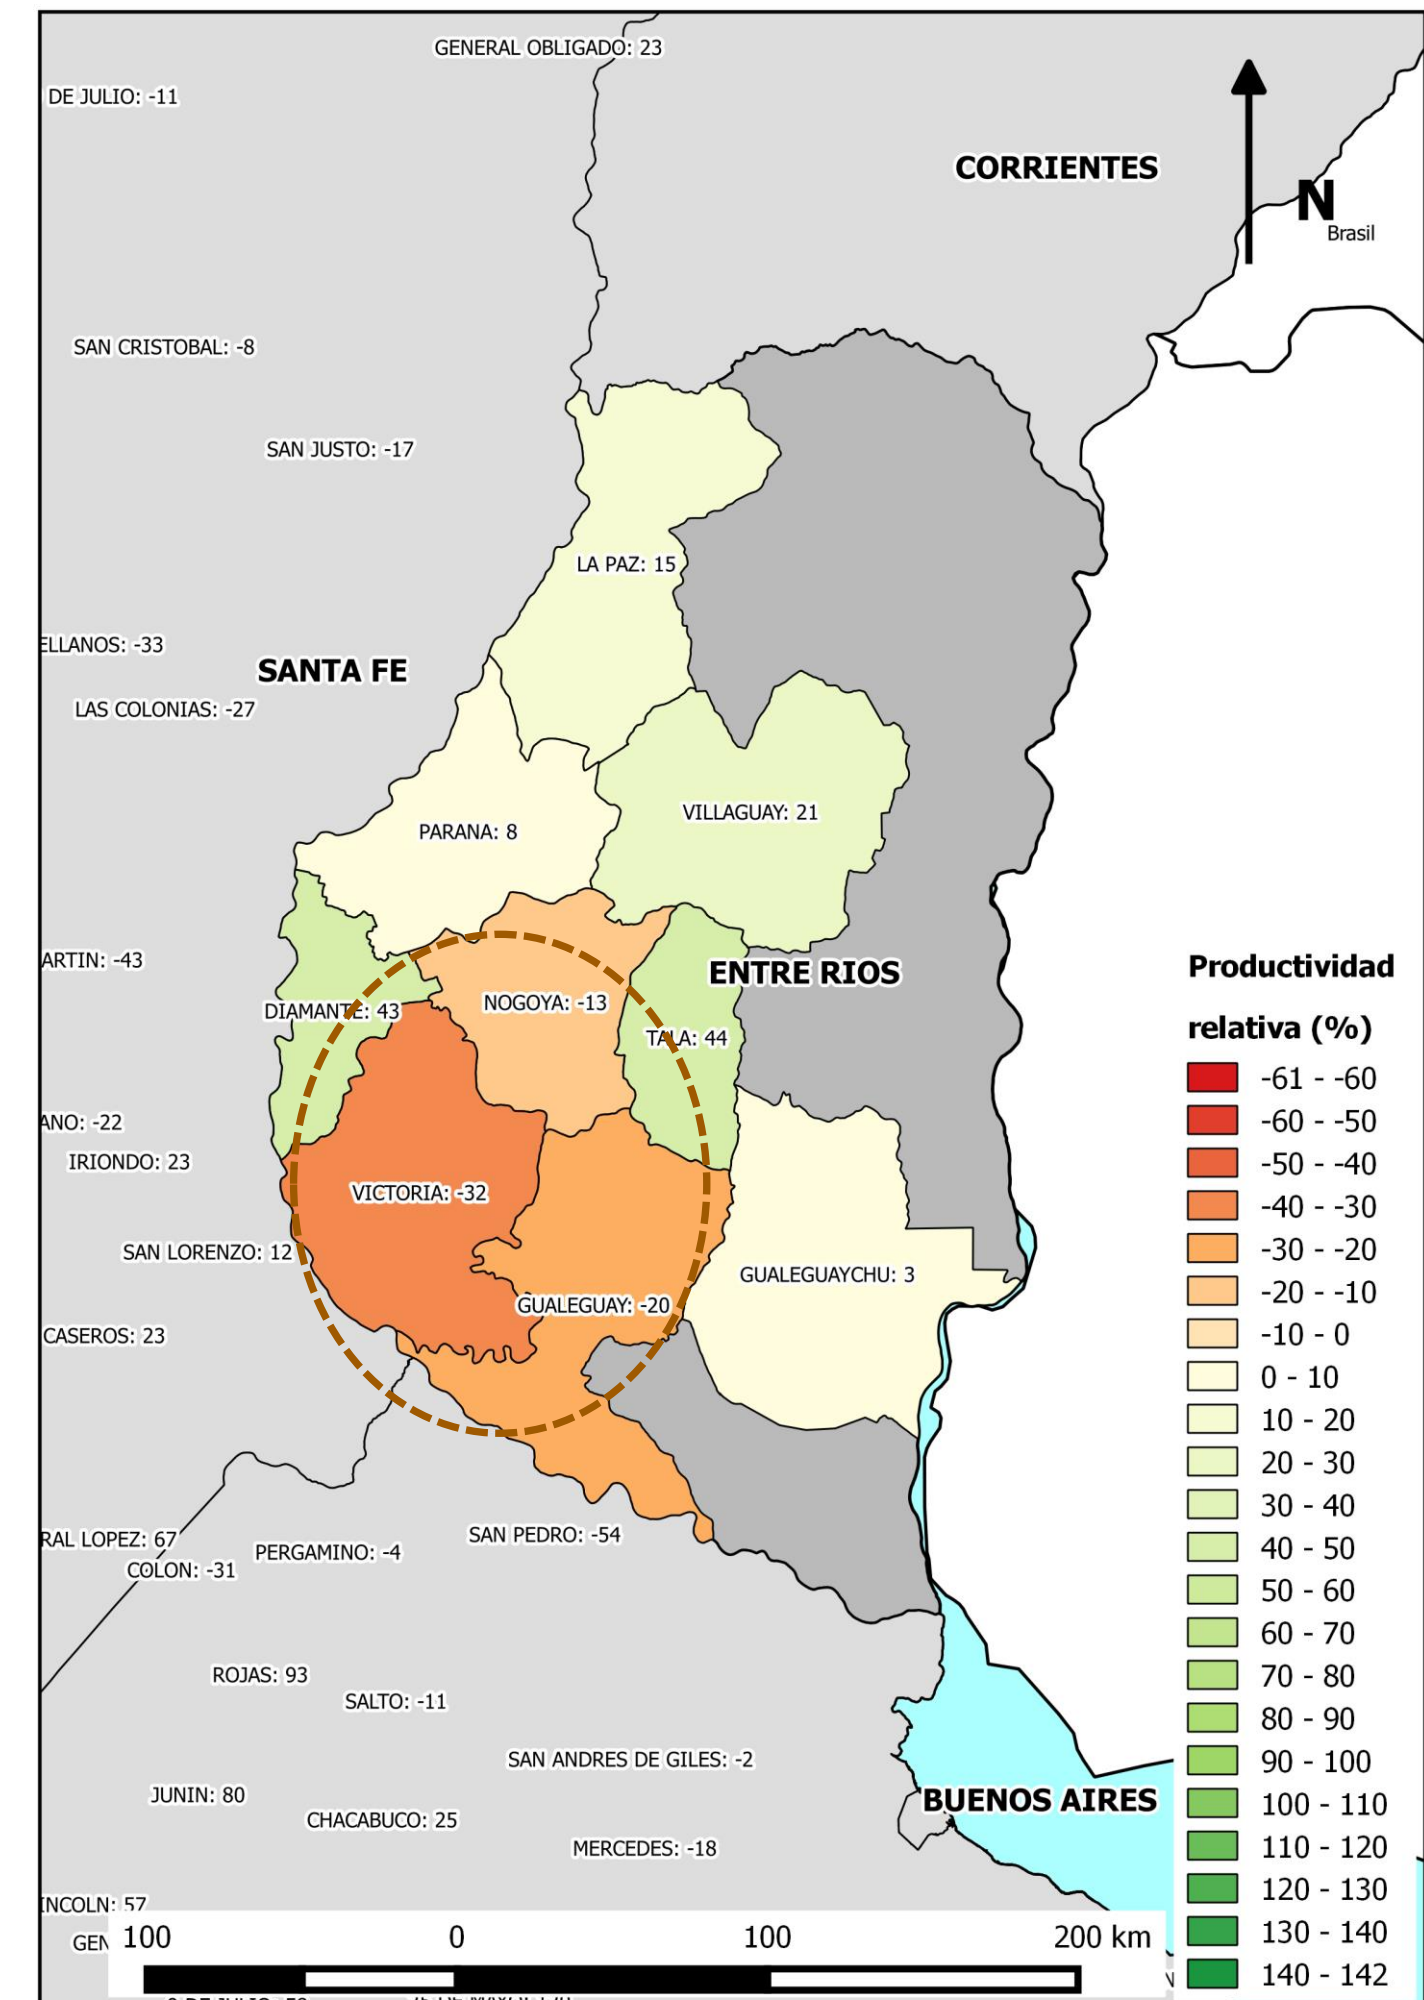 GENERAL OBLIGADO: 23
DE JULIO: -11
CORRIENTES
N
Brasil
SAN CRISTOBAL: -8
SAN JUSTO: -17
LA PAZ: 15
ELLANOS: -33
SANTA FE
LAS COLONIAS: -27
VILLAGUAY: 21
PARANA: 8
ARTIN: -43
ENTRE RIOS
NOGOYA: -13
DIAMANTE: 43
TALA: 44
ANO: -22
IRIONDO: 23
VICTORIA: -32
SAN LORENZO: 12
GUALEGUAYCHU: 3
GUALEGUAY: -20
CASEROS: 23
SAN PEDRO: -54
RAL LOPEZ: 67
PERGAMINO: -4
COLON: -31
ROJAS: 93
SALTO: -11
SAN ANDRES DE GILES: -2
JUNIN: 80
BUENOS AIRES
CHACABUCO: 25
MERCEDES: -18
INCOLN: 57
GEN
100 0 100 200 km
Productividad
relativa (%)
-61 - -60
-60 - -50
-50 - -40
-40 - -30
-30 - -20
-20 - -10
-10 - 0
0 - 10
10 - 20
20 - 30
30 - 40
40 - 50
50 - 60
60 - 70
70 - 80
80 - 90
90 - 100
100 - 110
110 - 120
120 - 130
130 - 140
140 - 142